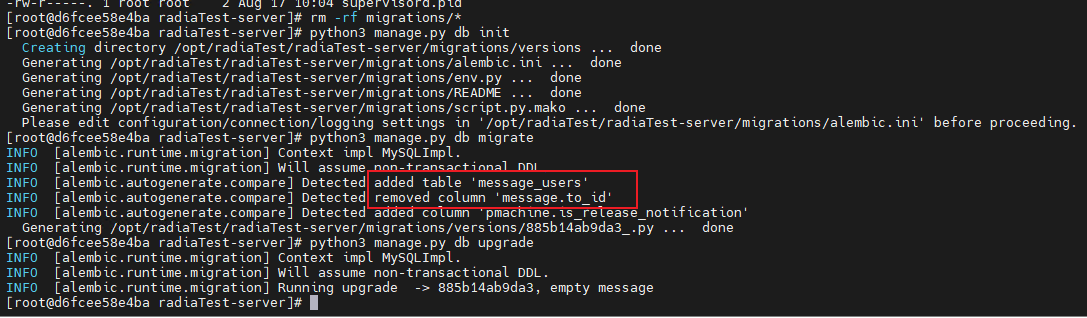 -rw-r-----. 1 root root    2 Aug 17 10:04 supervisord.pid
[root@d6fcee58e4ba radiaTest-server]# rm -rf migrations/*
[root@d6fcee58e4ba radiaTest-server]# python3 manage.py db init
  Creating directory /opt/radiaTest/radiaTest-server/migrations/versions ...  done
  Generating /opt/radiaTest/radiaTest-server/migrations/alembic.ini ...  done
  Generating /opt/radiaTest/radiaTest-server/migrations/env.py ...  done
  Generating /opt/radiaTest/radiaTest-server/migrations/README ...  done
  Generating /opt/radiaTest/radiaTest-server/migrations/script.py.mako ...  done
  Please edit configuration/connection/logging settings in '/opt/radiaTest/radiaTest-server/migrations/alembic.ini' before proceeding.
[root@d6fcee58e4ba radiaTest-server]# python3 manage.py db migrate
INFO  [alembic.runtime.migration] Context impl MySQLImpl.
INFO  [alembic.runtime.migration] Will assume non-transactional DDL.
INFO  [alembic.autogenerate.compare] Detected added table 'message_users'
INFO  [alembic.autogenerate.compare] Detected removed column 'message.to_id'
INFO  [alembic.autogenerate.compare] Detected added column 'pmachine.is_release_notification'
  Generating /opt/radiaTest/radiaTest-server/migrations/versions/885b14ab9da3_.py ...  done
[root@d6fcee58e4ba radiaTest-server]# python3 manage.py db upgrade
INFO  [alembic.runtime.migration] Context impl MySQLImpl.
INFO  [alembic.runtime.migration] Will assume non-transactional DDL.
INFO  [alembic.runtime.migration] Running upgrade  -> 885b14ab9da3, empty message
[root@d6fcee58e4ba radiaTest-server]#